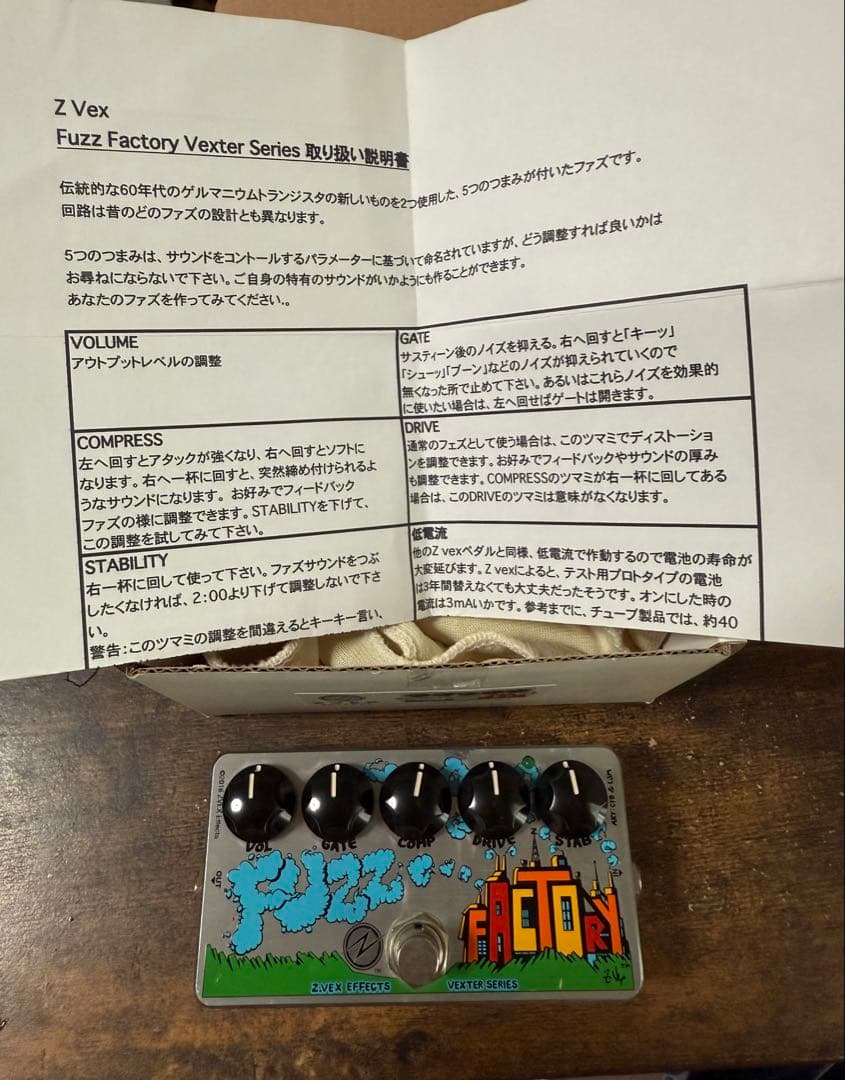 Z Vex
Fuzz Factory Vexter Series 取り扱い説明書
伝統的な60年代のゲルマニウムトランジスタの新しいものを2つ使用した、5つのつまみが付いたファズです。
回路は昔のどのファズの設計とも異なります。
5つのつまみは、サウンドをコントールするパラメーターに基づいて命名されていますが、どう調整すれば良いかは
お尋ねにならないで下さい。ご自身の特有のサウンドがいかようにも作ることができます。
あなたのファズを作ってみてください.。
VOLUME
アウトプットレベルの調整
GATE
サスティーン後のノイズを抑える。右へ回すと「キーッ」
「シューッ」「ブーン」などのノイズが抑えられていくので
無くなった所で止めて下さい。あるいはこれらノイズを効果的
に使いたい場合は、左へ回せばゲートは開きます。
COMPRESS
左へ回すとアタックが強くなり、右へ回すとソフトに
なります。右へ一杯に回すと、突然締め付けられるよ
うなサウンドになります。お好みでフィードバック
ファズの様に調整できます。STABILITYを下げて、
この調整を試してみて下さい。
DRIVE
通常のフェズとして使う場合は、このツマミでディストーショ
ンを調整できます。お好みでフィードバックやサウンドの厚み
も調整できます。COMPRESSのツマミが右一杯に回してある
場合は、このDRIVEのツマミは意味がなくなります。
STABILITY
右一杯に回して使って下さい。ファズサウンドをつぶ
したくなければ、2:00より下げて調整しないで下さ
い。
警告:このツマミの調整を間違えるとキーキー言い、
低電流
他のZ vexペダルと同様、低電流で作動するので電池の寿命が
大変延びます。Z vexによると、テスト用プロトタイプの電池
は3年間替えなくても大丈夫だったそうです。オンにした時の
電流は3mAいかです。参考までに、チューブ製品では、約40
©2016 Z.VEX Effects
VOL
GATE
COMP
DRIVE
STAB
OUT
FUZZ
FACTORY
Z.VEX EFFECTS
VEXTER SERIES